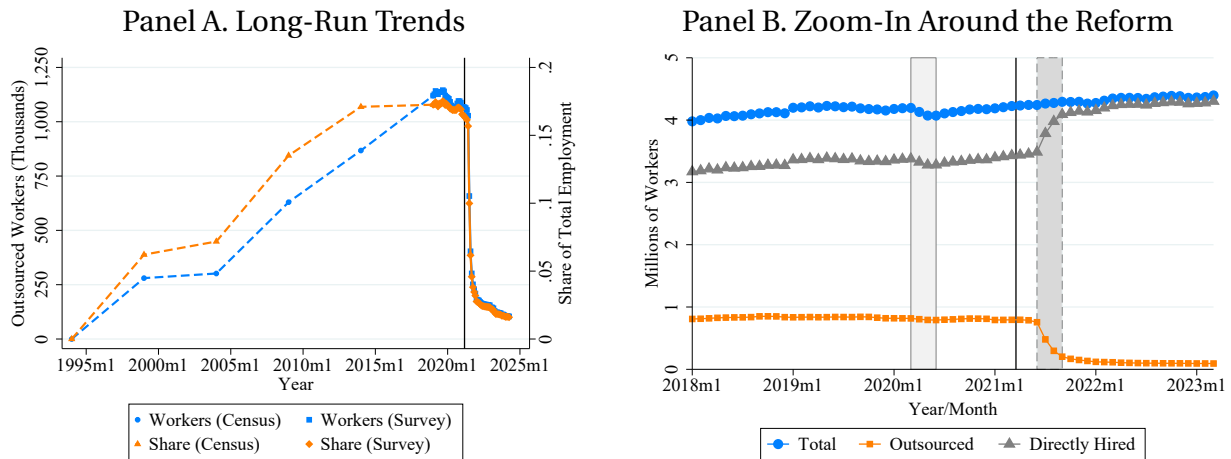 Panel A. Long-Run Trends
Outsourced Workers (Thousands)
1,250
1,000
750
500
250
0
.2
.15
.1
.05
0
Share of Total Employment
1995m1 2000m1 2005m1 2010m1 2015m1 2020m1 2025m1
Year
Workers (Census) Workers (Survey)
Share (Census) Share (Survey)
Panel B. Zoom-In Around the Reform
Millions of Workers
5
4
3
2
1
0
2018m1 2019m1 2020m1 2021m1 2022m1 2023m1
Year/Month
Total Outsourced Directly Hired